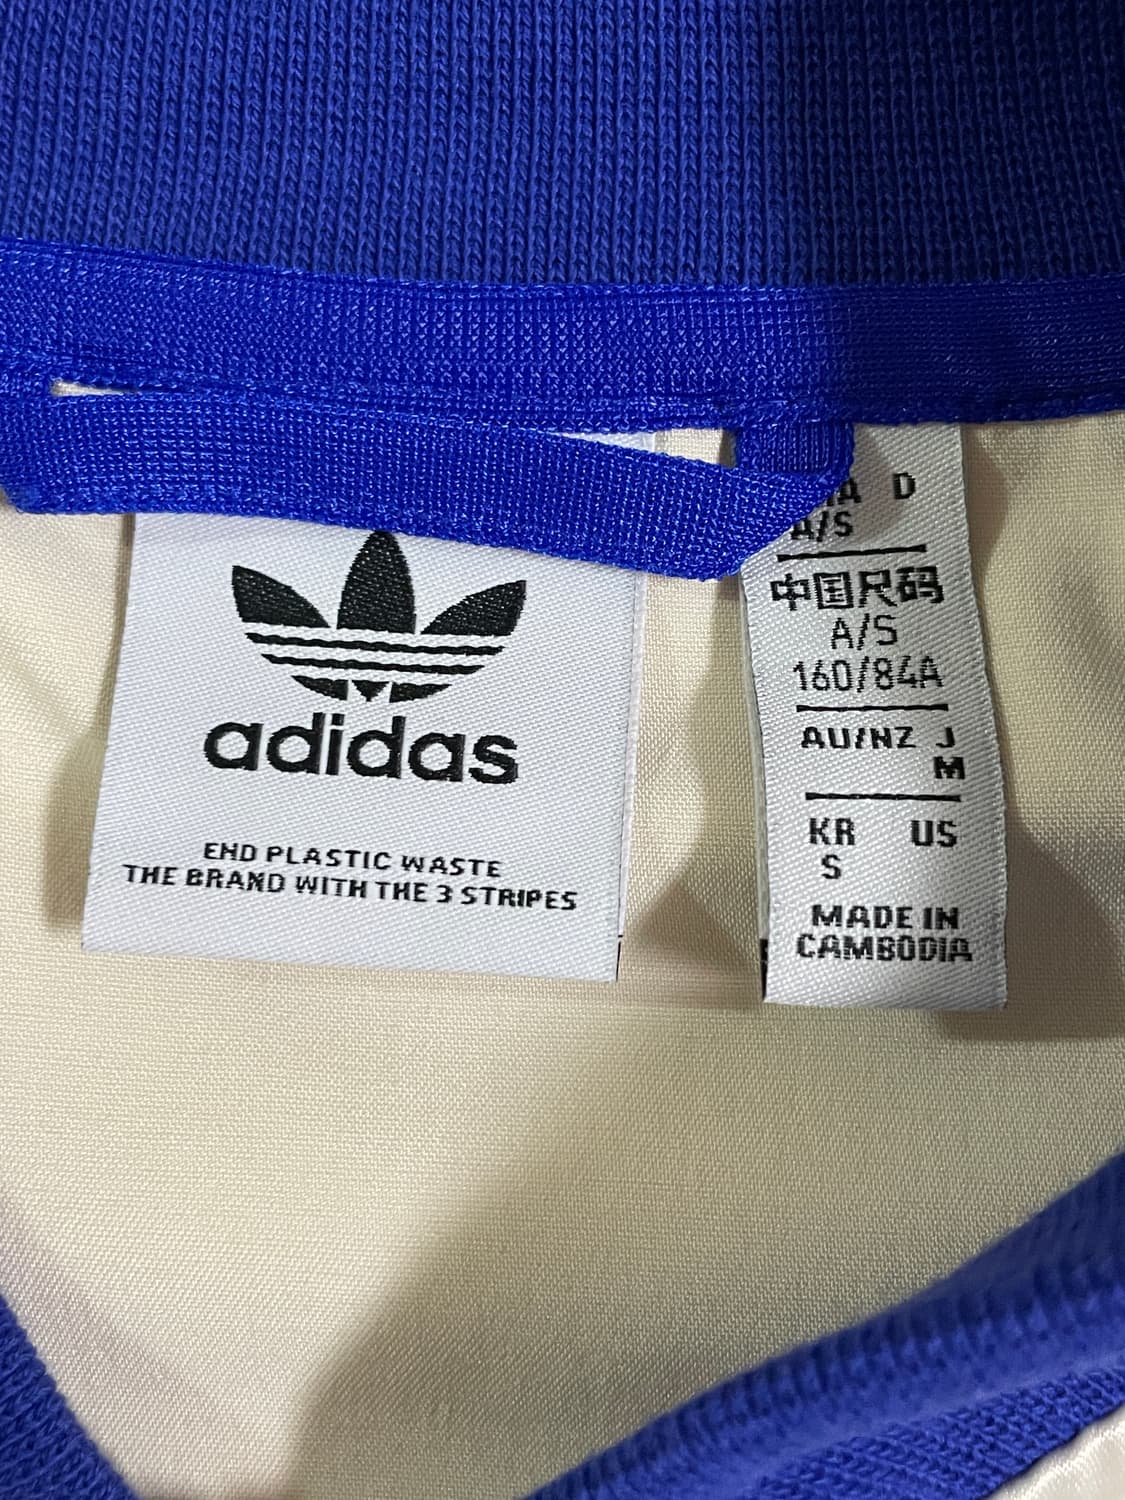 adidas
END PLASTIC WASTE
THE BRAND WITH THE 3 STRIPES
D
A/S
中国尺码
A/S
160/84A
AU/NZ J
M
KR US
S
MADE IN
CAMBODIA